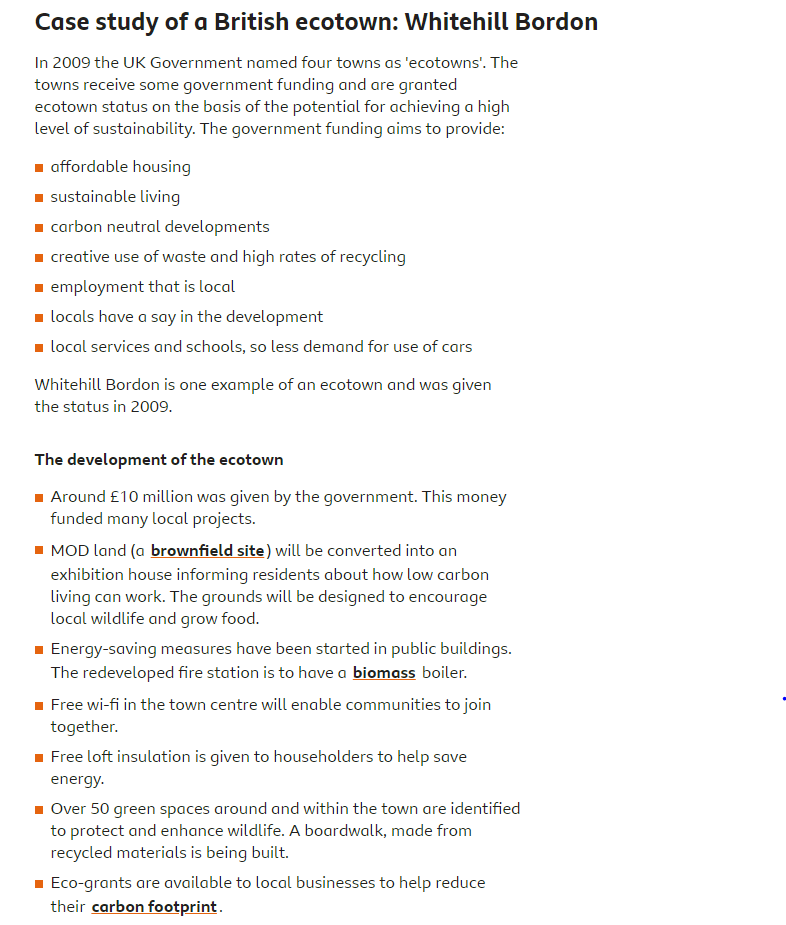 Case study of a British ecotown: Whitehill Bordon
In 2009 the UK Government named four towns as 'ecotowns'. The
towns receive some government funding and are granted
ecotown status on the basis of the potential for achieving a high
level of sustainability. The government funding aims to provide:
affordable housing
sustainable living
carbon neutral developments
creative use of waste and high rates of recycling
employment that is local
locals have a say in the development
local services and schools, so less demand for use of cars
Whitehill Bordon is one example of an ecotown and was given
the status in 2009.
The development of the ecotown
Around £10 million was given by the government. This money
funded many local projects.
MOD land (a brownfield site) will be converted into an
exhibition house informing residents about how low carbon
living can work. The grounds will be designed to encourage
local wildlife and grow food.
Energy-saving measures have been started in public buildings.
The redeveloped fire station is to have a biomass boiler.
Free wi-fi in the town centre will enable communities to join
together.
Free loft insulation is given to householders to help save
energy.
Over 50 green spaces around and within the town are identified
to protect and enhance wildlife. A boardwalk, made from
recycled materials is being built.
Eco-grants are available to local businesses to help reduce
their carbon footprint.